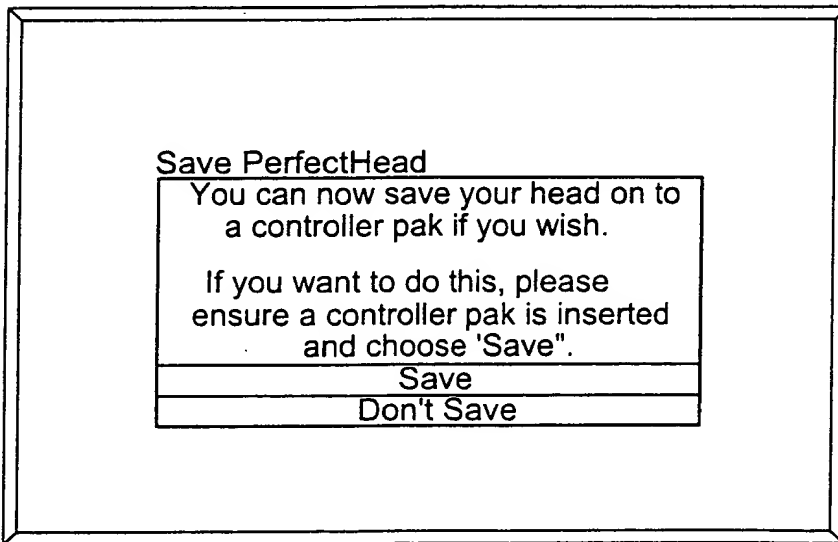 Save PerfectHead
You can now save your head on to
a controller pak if you wish.
If you want to do this, please
ensure a controller pak is inserted
and choose 'Save".
Save
Don't Save